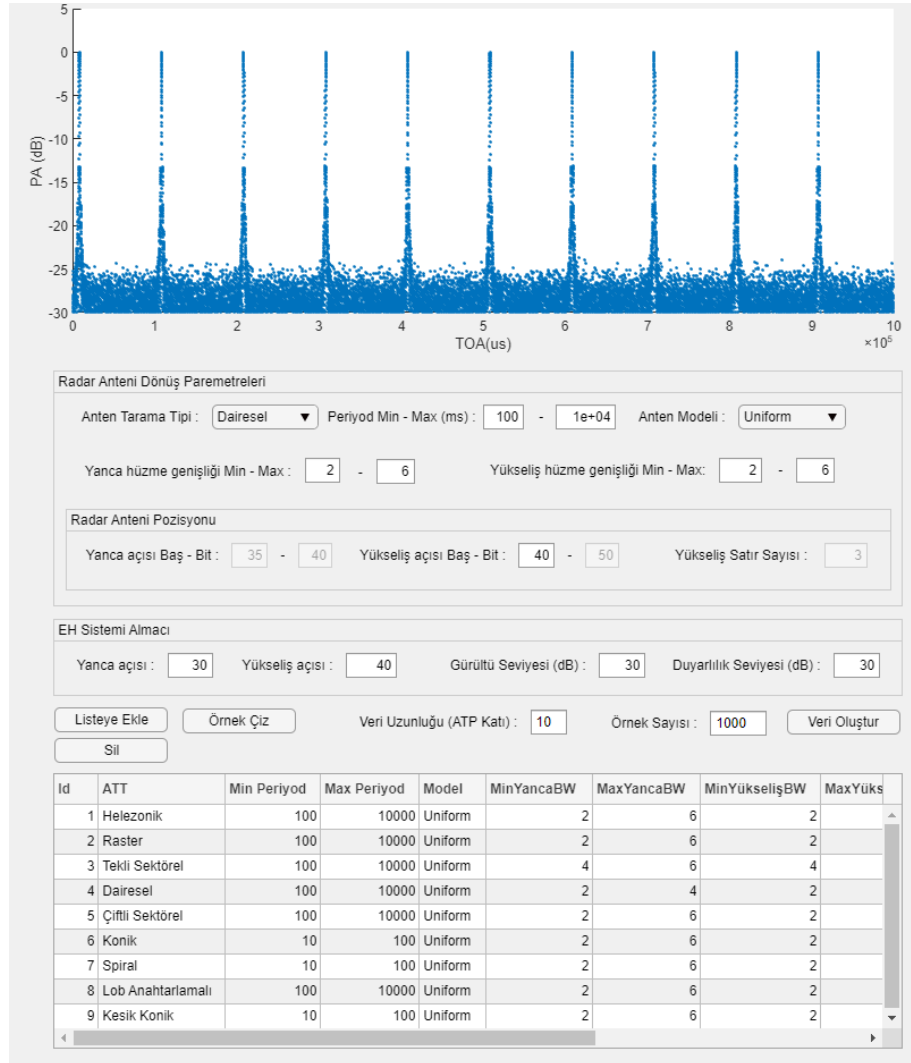 5
0
-5
-10
-15
-20
-25
-30
PA (dB)
0 1 2 3 4 5 6 7 8 9 10
TOA(us)
×10⁵
Radar Anteni Dönüş Paremetreleri
Anten Tarama Tipi : Dairesel ▼ Periyod Min - Max (ms) : 100 - 1e+04 Anten Modeli : Uniform ▼
Yanca hüzme genişliği Min - Max : 2 - 6 Yükseliş hüzme genişliği Min - Max: 2 - 6
Radar Anteni Pozisyonu
Yanca açısı Baş - Bit : 35 - 40 Yükseliş açısı Baş - Bit : 40 - 50 Yükseliş Satır Sayısı : 3
EH Sistemi Almacı
Yanca açısı : 30 Yükseliş açısı : 40 Gürültü Seviyesi (dB) : 30 Duyarlılık Seviyesi (dB) : 30
Listeye Ekle Örnek Çiz Veri Uzunluğu (ATP Katı) : 10 Örnek Sayısı : 1000 Veri Oluştur
Sil
Id ATT Min Periyod Max Periyod Model MinYancaBW MaxYancaBW MinYükselişBW MaxYüks
1 Helezonik 100 10000 Uniform 2 6 2
2 Raster 100 10000 Uniform 2 6 2
3 Tekli Sektörel 100 10000 Uniform 4 6 4
4 Dairesel 100 10000 Uniform 2 4 2
5 Çiftli Sektörel 100 10000 Uniform 2 6 2
6 Konik 10 100 Uniform 2 6 2
7 Spiral 10 100 Uniform 2 6 2
8 Lob Anahtarlamalı 100 10000 Uniform 2 6 2
9 Kesik Konik 10 100 Uniform 2 6 2